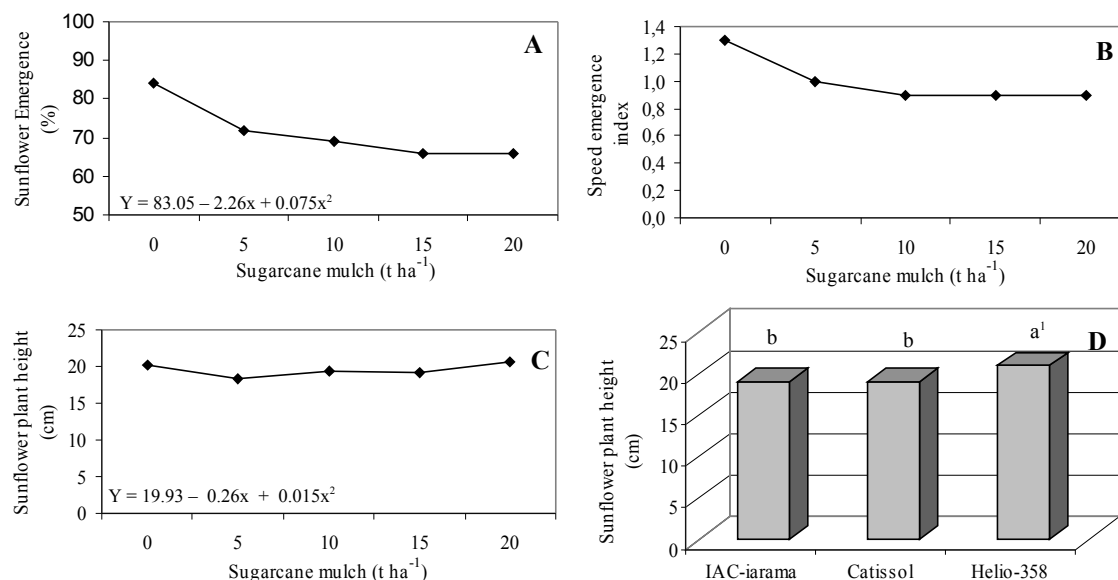 A
Sunflower Emergence
(%)
100
90
80
70
60
50
Y = 83.05 – 2.26x + 0.075x²
0 5 10 15 20
Sugarcane mulch (t ha⁻¹)
B
Speed emergence
index
1,4
1,2
1,0
0,8
0,6
0,4
0,2
0,0
0 5 10 15 20
Sugarcane mulch (t ha⁻¹)
C
Sunflower plant height
(cm)
25
20
15
10
5
0
Y = 19.93 – 0.26x + 0.015x²
0 5 10 15 20
Sugarcane mulch (t ha⁻¹)
D
Sunflower plant height
(cm)
25
20
15
10
5
0
b b a¹
IAC-iarama Catissol Helio-358